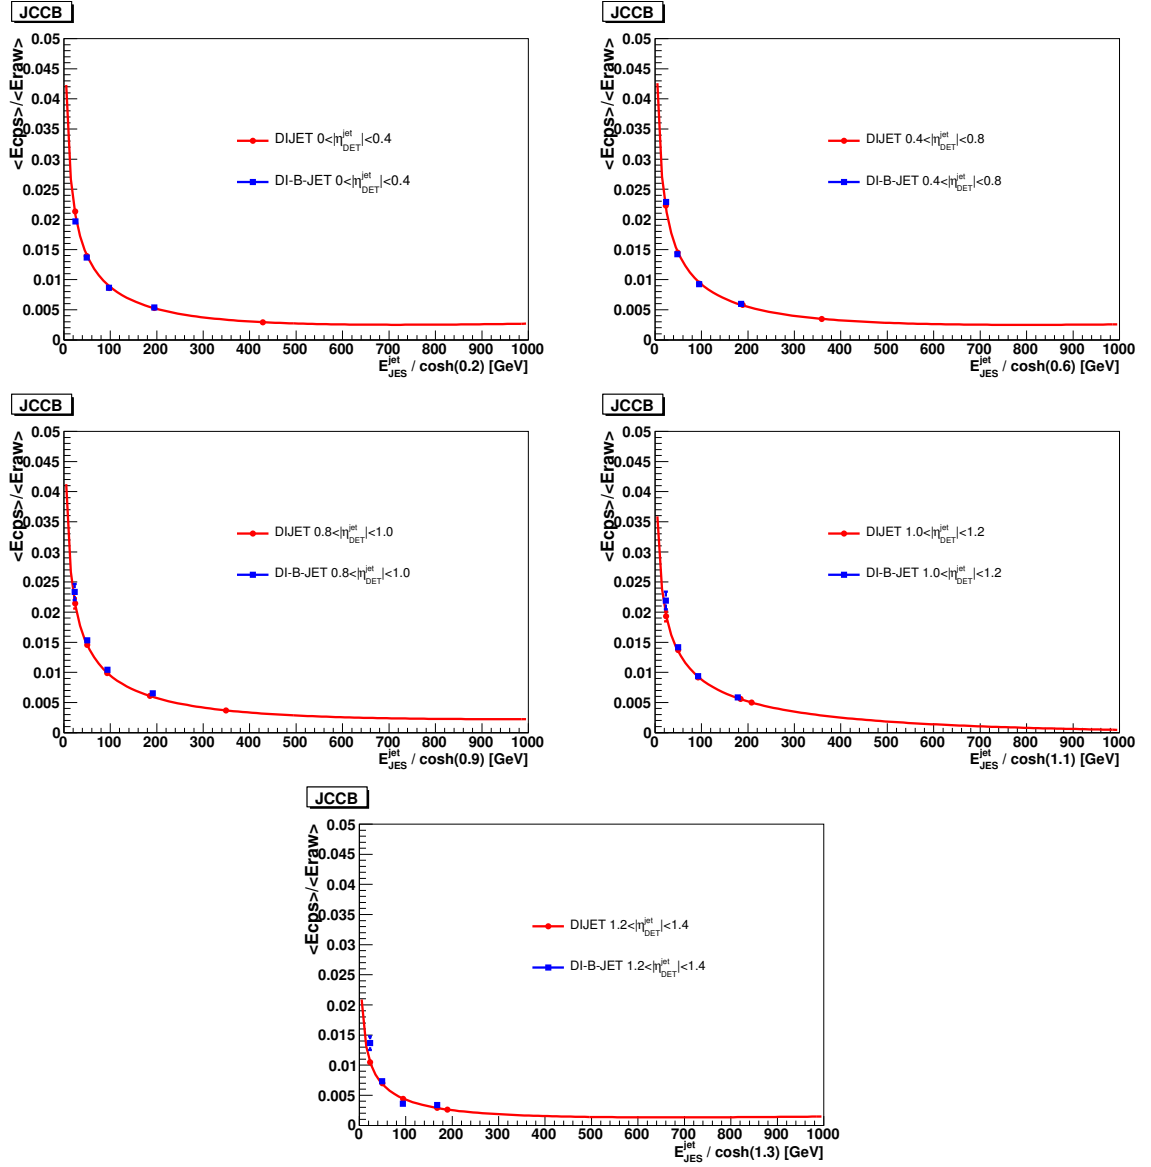 JCCB
<Ecps>/<Eraw>
0.05
0.045
0.04
0.035
0.03
0.025
0.02
0.015
0.01
0.005
0
DIJET 0<|η^jet_DET|<0.4
DI-B-JET 0<|η^jet_DET|<0.4
0 100 200 300 400 500 600 700 800 900 1000
E^jet_JES / cosh(0.2) [GeV]
JCCB
<Ecps>/<Eraw>
0.05
0.045
0.04
0.035
0.03
0.025
0.02
0.015
0.01
0.005
0
DIJET 0.4<|η^jet_DET|<0.8
DI-B-JET 0.4<|η^jet_DET|<0.8
0 100 200 300 400 500 600 700 800 900 1000
E^jet_JES / cosh(0.6) [GeV]
JCCB
<Ecps>/<Eraw>
0.05
0.045
0.04
0.035
0.03
0.025
0.02
0.015
0.01
0.005
0
DIJET 0.8<|η^jet_DET|<1.0
DI-B-JET 0.8<|η^jet_DET|<1.0
0 100 200 300 400 500 600 700 800 900 1000
E^jet_JES / cosh(0.9) [GeV]
JCCB
<Ecps>/<Eraw>
0.05
0.045
0.04
0.035
0.03
0.025
0.02
0.015
0.01
0.005
0
DIJET 1.0<|η^jet_DET|<1.2
DI-B-JET 1.0<|η^jet_DET|<1.2
0 100 200 300 400 500 600 700 800 900 1000
E^jet_JES / cosh(1.1) [GeV]
JCCB
<Ecps>/<Eraw>
0.05
0.045
0.04
0.035
0.03
0.025
0.02
0.015
0.01
0.005
0
DIJET 1.2<|η^jet_DET|<1.4
DI-B-JET 1.2<|η^jet_DET|<1.4
0 100 200 300 400 500 600 700 800 900 1000
E^jet_JES / cosh(1.3) [GeV]